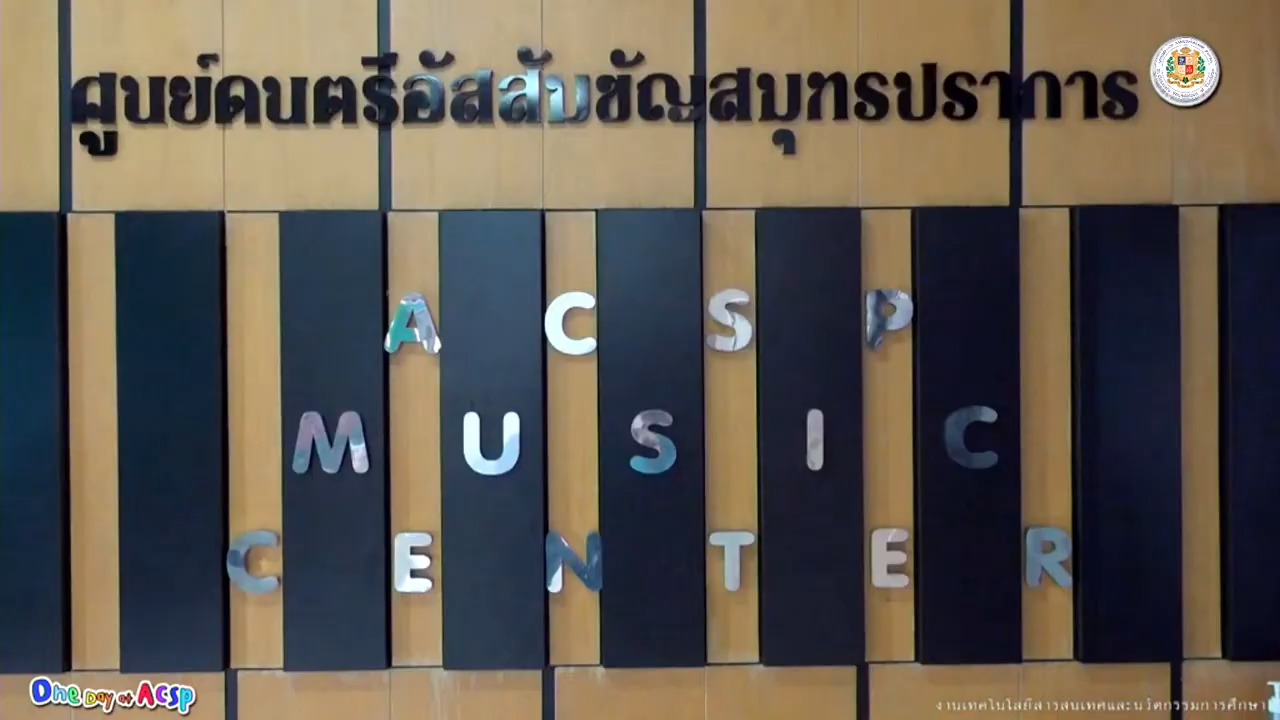 ศูนย์ดนตรีอัสสัมชัญสมุทรปราการ
A C S P
M U S I C
C E N T E R
One Day at Acsp
งานเทคโนโลยีสารสนเทศและนวัตกรรมการศึกษา